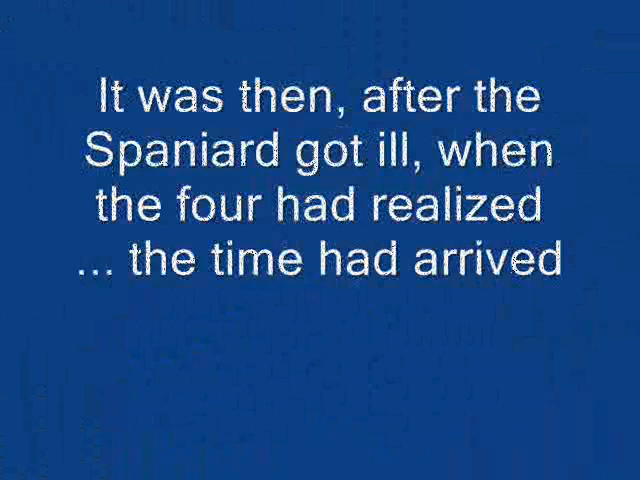 It was then, after the
Spaniard got ill, when
the four had realized
... the time had arrived